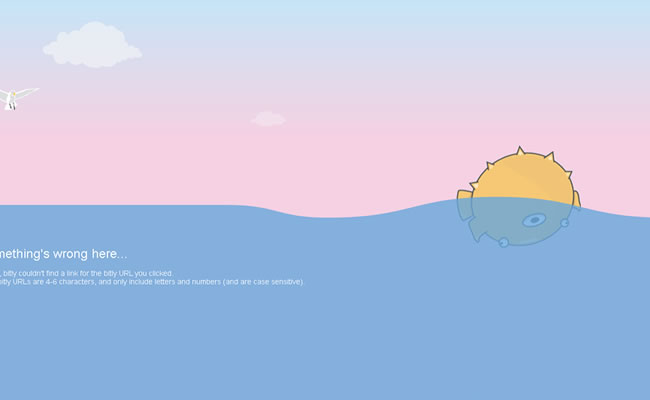 mething's wrong here...
, bitly couldn't find a link for the bitly URL you clicked.
itly URLs are 4-6 characters, and only include letters and numbers (and are case sensitive).